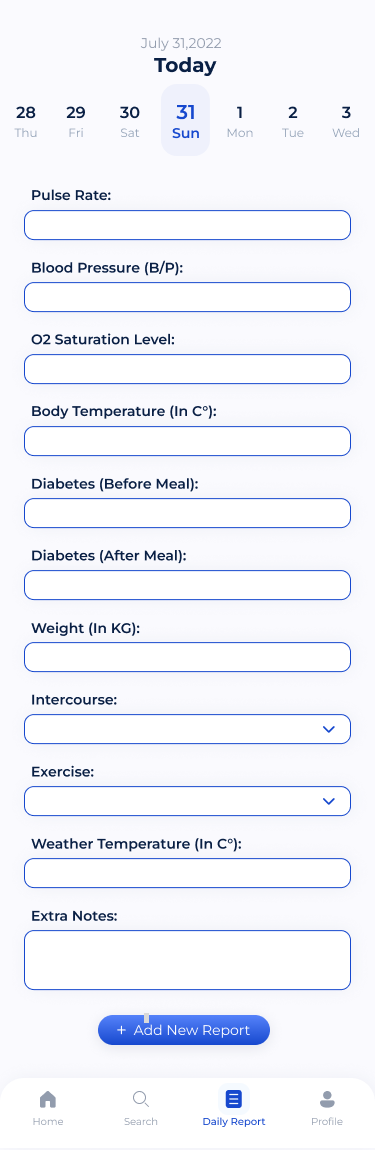 July 31,2022
Today
28 29 30 31 1 2 3
Thu Fri Sat Sun Mon Tue Wed
Pulse Rate:
Blood Pressure (B/P):
O2 Saturation Level:
Body Temperature (In C°):
Diabetes (Before Meal):
Diabetes (After Meal):
Weight (In KG):
Intercourse:
Exercise:
Weather Temperature (In C°):
Extra Notes:
+ Add New Report
Home Search Daily Report Profile